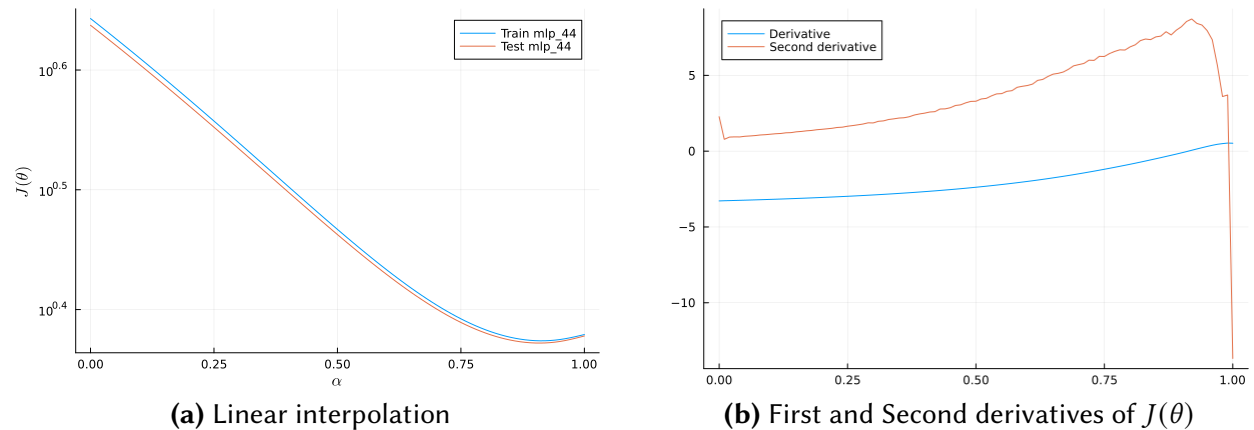 Train mlp_44
Test mlp_44
10^0.6
10^0.5
10^0.4
J(θ)
0.00 0.25 0.50 0.75 1.00
α
(a) Linear interpolation
Derivative
Second derivative
5
0
−5
−10
0.00 0.25 0.50 0.75 1.00
(b) First and Second derivatives of J(θ)